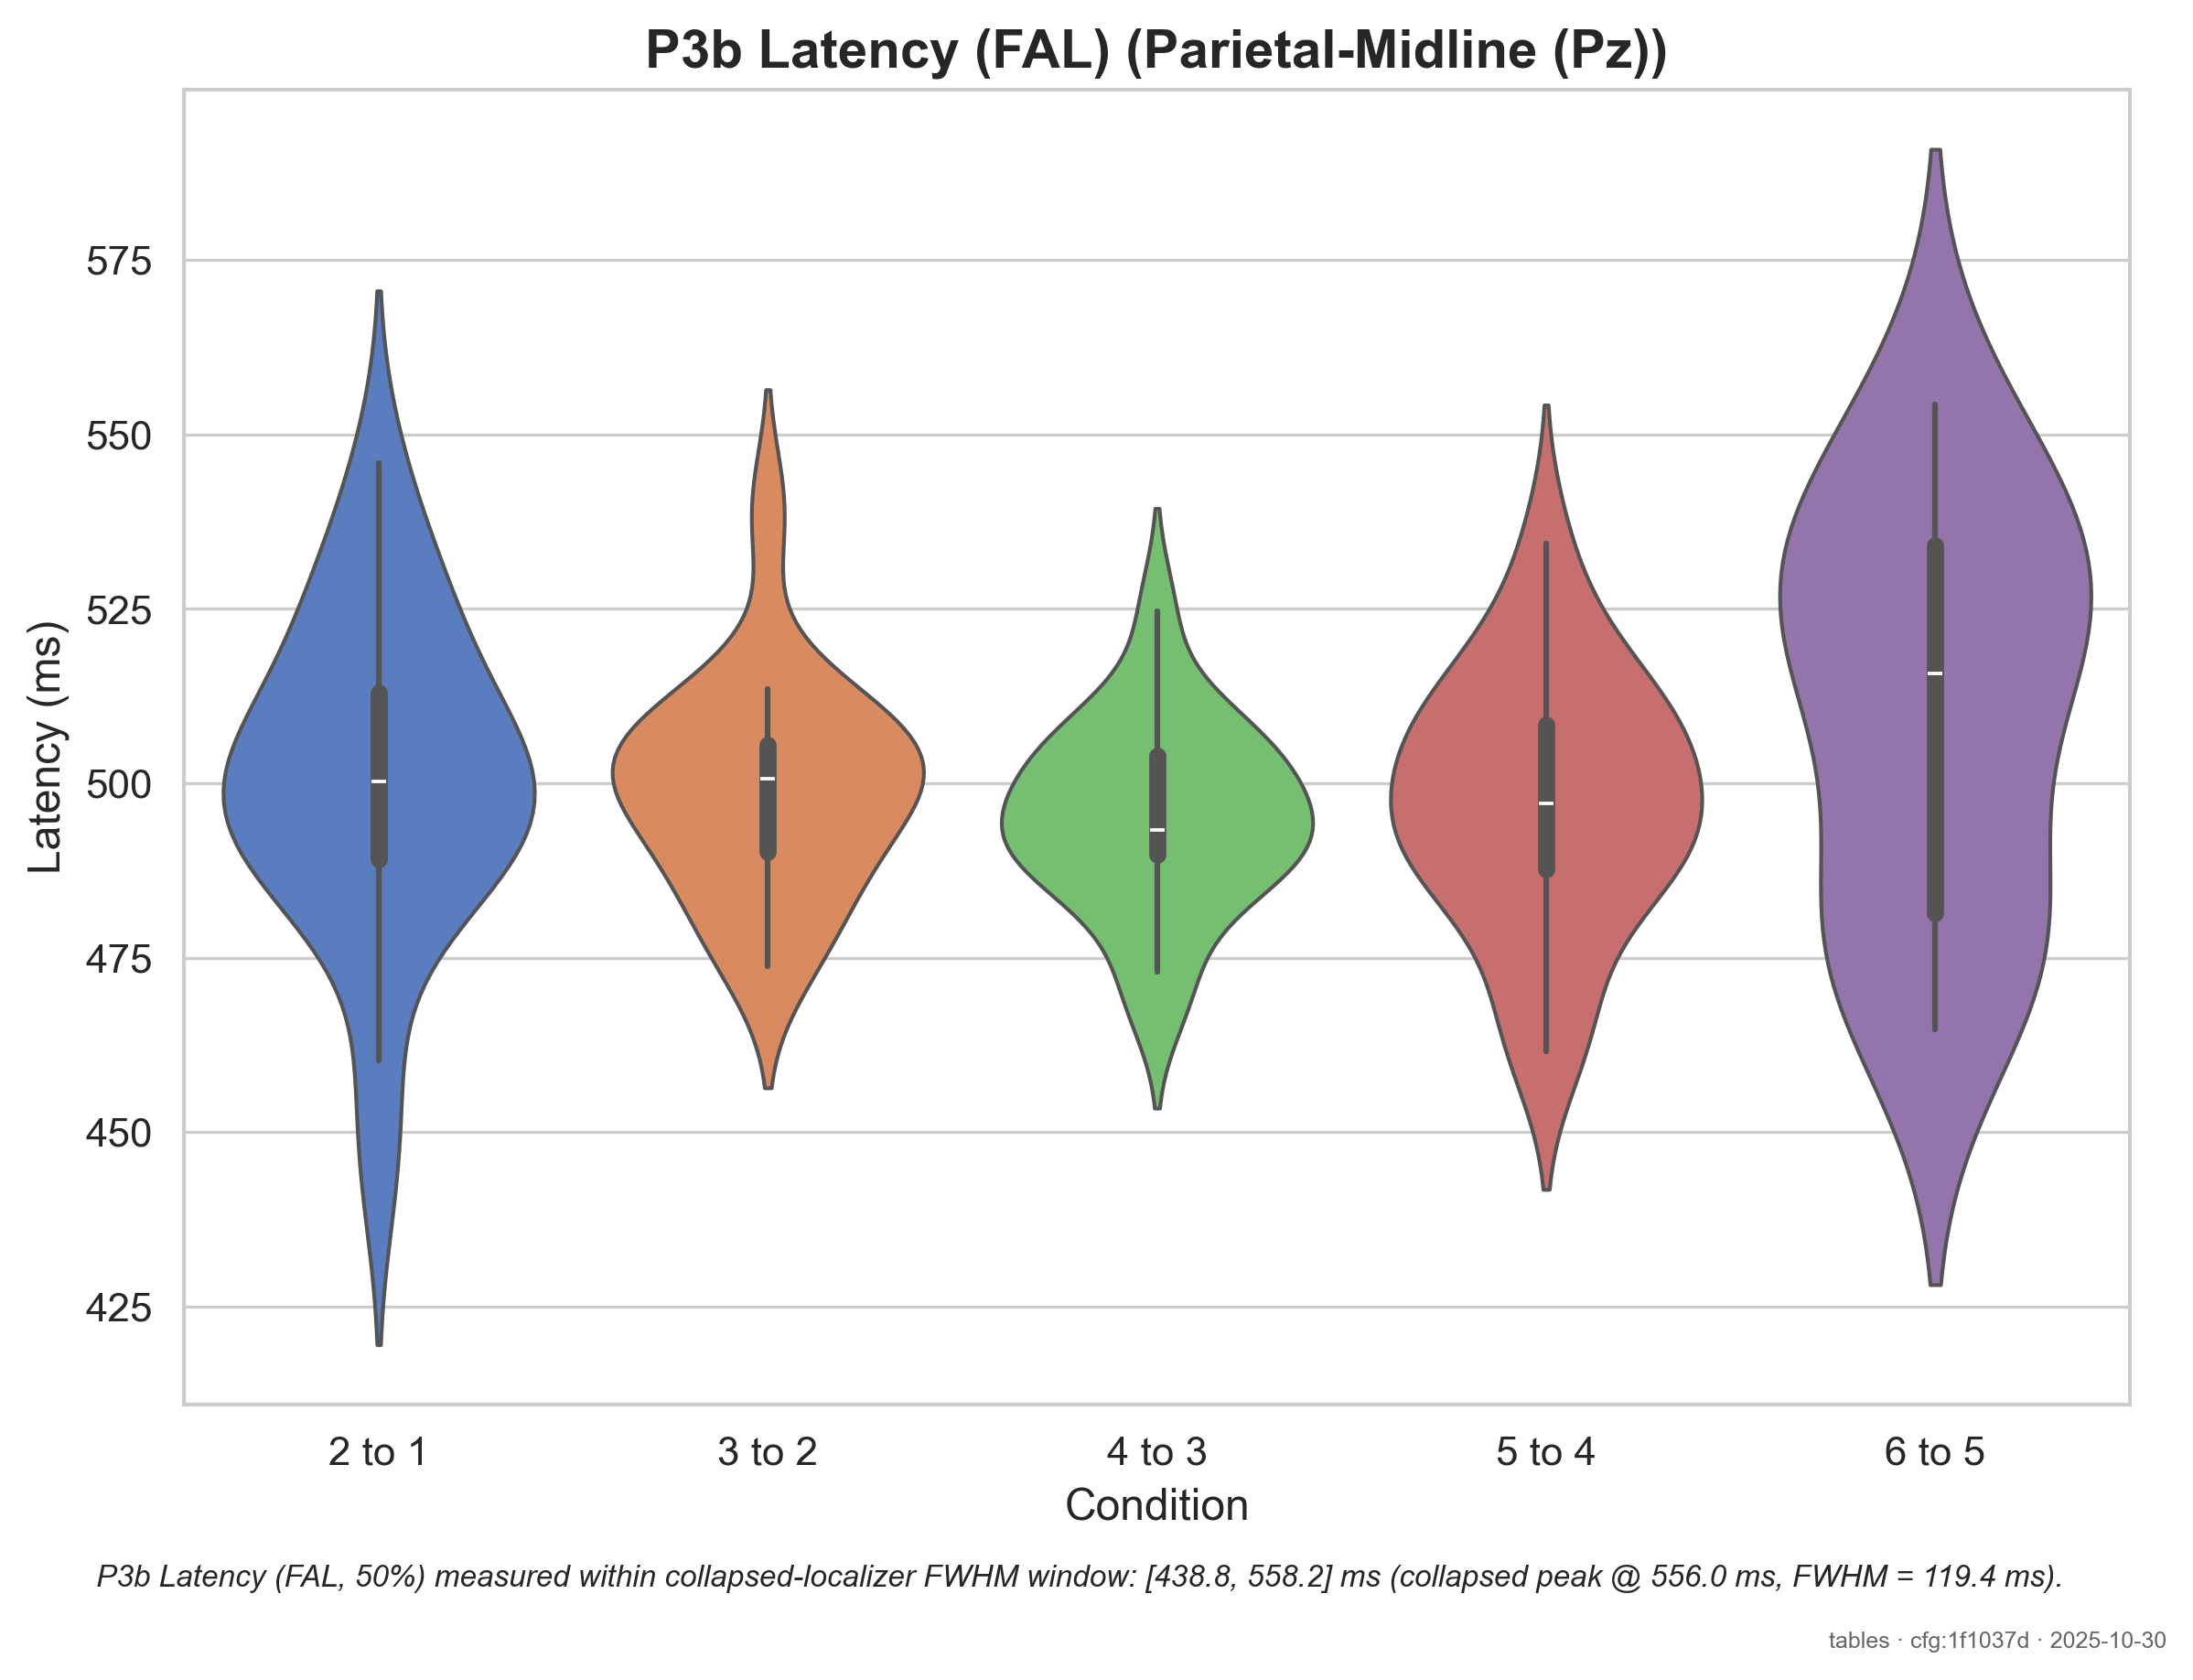 P3b Latency (FAL) (Parietal-Midline (Pz))
Latency (ms)
575
550
525
500
475
450
425
2 to 1
3 to 2
4 to 3
5 to 4
6 to 5
Condition
P3b Latency (FAL, 50%) measured within collapsed-localizer FWHM window: [438.8, 558.2] ms (collapsed peak @ 556.0 ms, FWHM = 119.4 ms).
tables · cfg:1f1037d · 2025-10-30